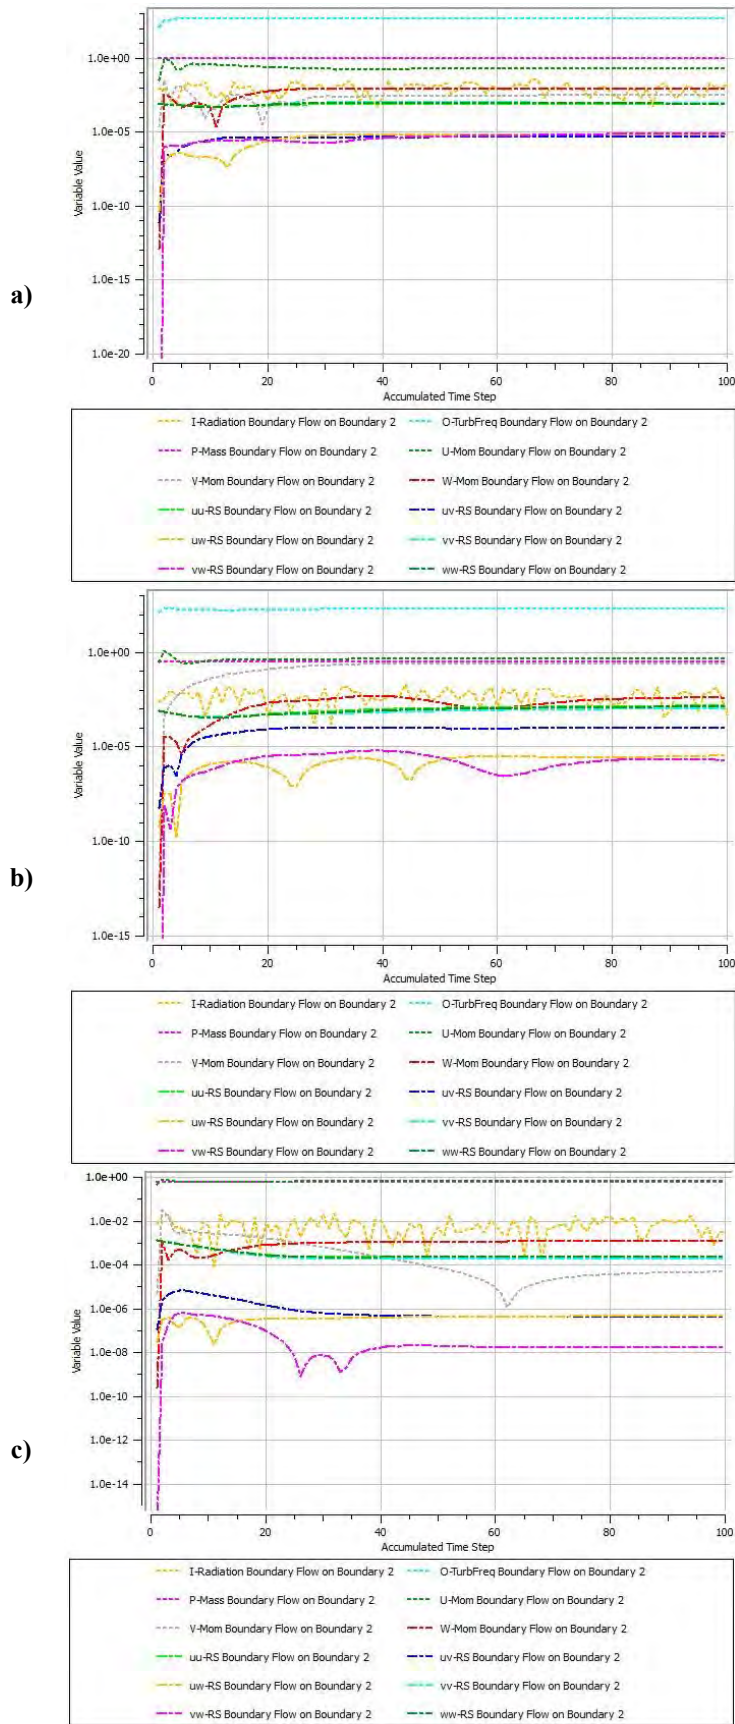 a)
Variable Value
1.0e+00
1.0e-05
1.0e-10
1.0e-15
1.0e-20
0 20 40 60 80 100
Accumulated Time Step
I-Radiation Boundary Flow on Boundary 2 O-TurbFreq Boundary Flow on Boundary 2
P-Mass Boundary Flow on Boundary 2 U-Mom Boundary Flow on Boundary 2
V-Mom Boundary Flow on Boundary 2 W-Mom Boundary Flow on Boundary 2
uu-RS Boundary Flow on Boundary 2 uv-RS Boundary Flow on Boundary 2
uw-RS Boundary Flow on Boundary 2 vv-RS Boundary Flow on Boundary 2
vw-RS Boundary Flow on Boundary 2 ww-RS Boundary Flow on Boundary 2
b)
Variable Value
1.0e+00
1.0e-05
1.0e-10
1.0e-15
0 20 40 60 80 100
Accumulated Time Step
I-Radiation Boundary Flow on Boundary 2 O-TurbFreq Boundary Flow on Boundary 2
P-Mass Boundary Flow on Boundary 2 U-Mom Boundary Flow on Boundary 2
V-Mom Boundary Flow on Boundary 2 W-Mom Boundary Flow on Boundary 2
uu-RS Boundary Flow on Boundary 2 uv-RS Boundary Flow on Boundary 2
uw-RS Boundary Flow on Boundary 2 vv-RS Boundary Flow on Boundary 2
vw-RS Boundary Flow on Boundary 2 ww-RS Boundary Flow on Boundary 2
c)
Variable Value
1.0e+00
1.0e-02
1.0e-04
1.0e-06
1.0e-08
1.0e-10
1.0e-12
1.0e-14
0 20 40 60 80 100
Accumulated Time Step
I-Radiation Boundary Flow on Boundary 2 O-TurbFreq Boundary Flow on Boundary 2
P-Mass Boundary Flow on Boundary 2 U-Mom Boundary Flow on Boundary 2
V-Mom Boundary Flow on Boundary 2 W-Mom Boundary Flow on Boundary 2
uu-RS Boundary Flow on Boundary 2 uv-RS Boundary Flow on Boundary 2
uw-RS Boundary Flow on Boundary 2 vv-RS Boundary Flow on Boundary 2
vw-RS Boundary Flow on Boundary 2 ww-RS Boundary Flow on Boundary 2